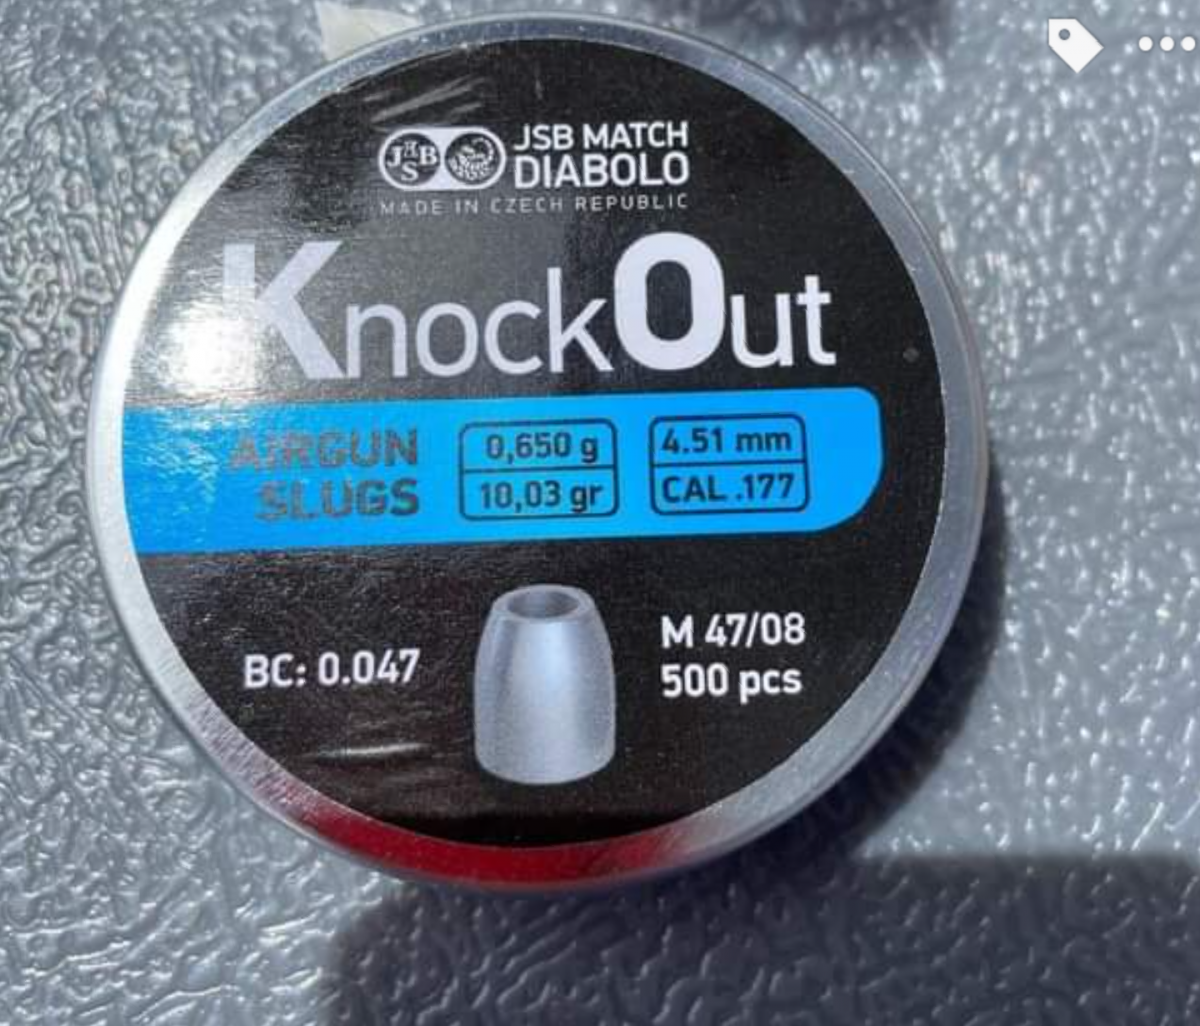 JSB
JSB MATCH
DIABOLO
MADE IN CZECH REPUBLIC
KnockOut
AIRGUN
SLUGS
0,650 g
10,03 gr
4.51 mm
CAL .177
BC: 0.047
M 47/08
500 pcs